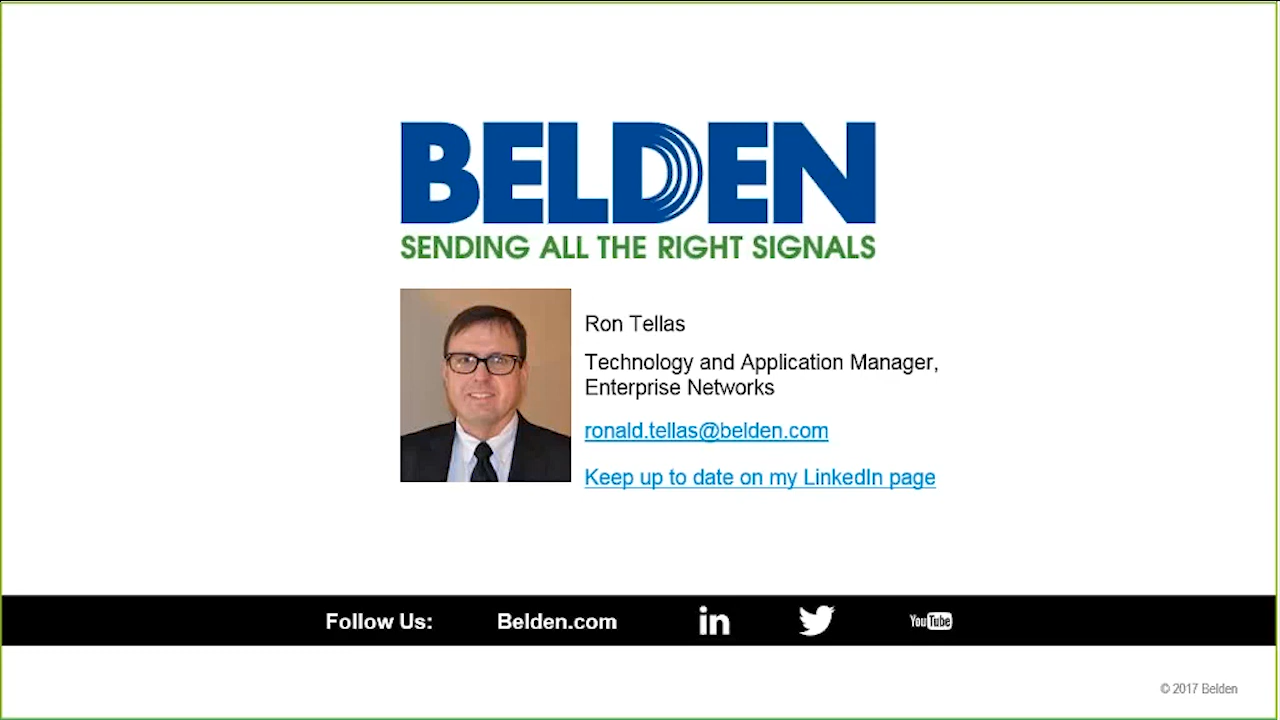 BELDEN
SENDING ALL THE RIGHT SIGNALS
Ron Tellas
Technology and Application Manager,
Enterprise Networks
ronald.tellas@belden.com
Keep up to date on my LinkedIn page
Follow Us: Belden.com in YouTube
© 2017 Belden